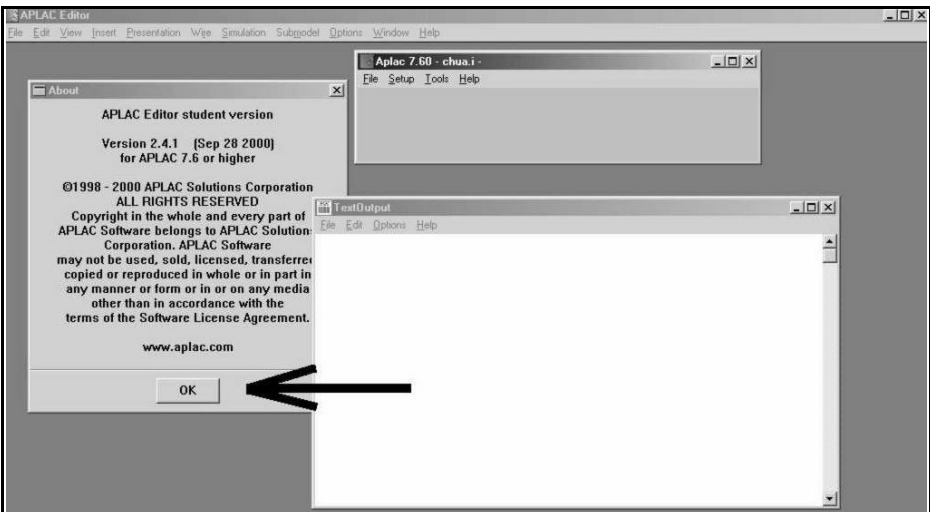 APLAC Editor
File Edit View Insert Presentation Wire Simulation Submodel Options Window Help
Aplac 7.60 - chua.i -
File Setup Tools Help
About
APLAC Editor student version
Version 2.4.1 (Sep 28 2000)
for APLAC 7.6 or higher
©1998 - 2000 APLAC Solutions Corporation
ALL RIGHTS RESERVED
Copyright in the whole and every part of
APLAC Software belongs to APLAC Solution
Corporation. APLAC Software
may not be used, sold, licensed, transferre
copied or reproduced in whole or in part in
any manner or form or in or on any media
other than in accordance with the
terms of the Software License Agreement.
www.aplac.com
OK
TextOutput
File Edit Options Help